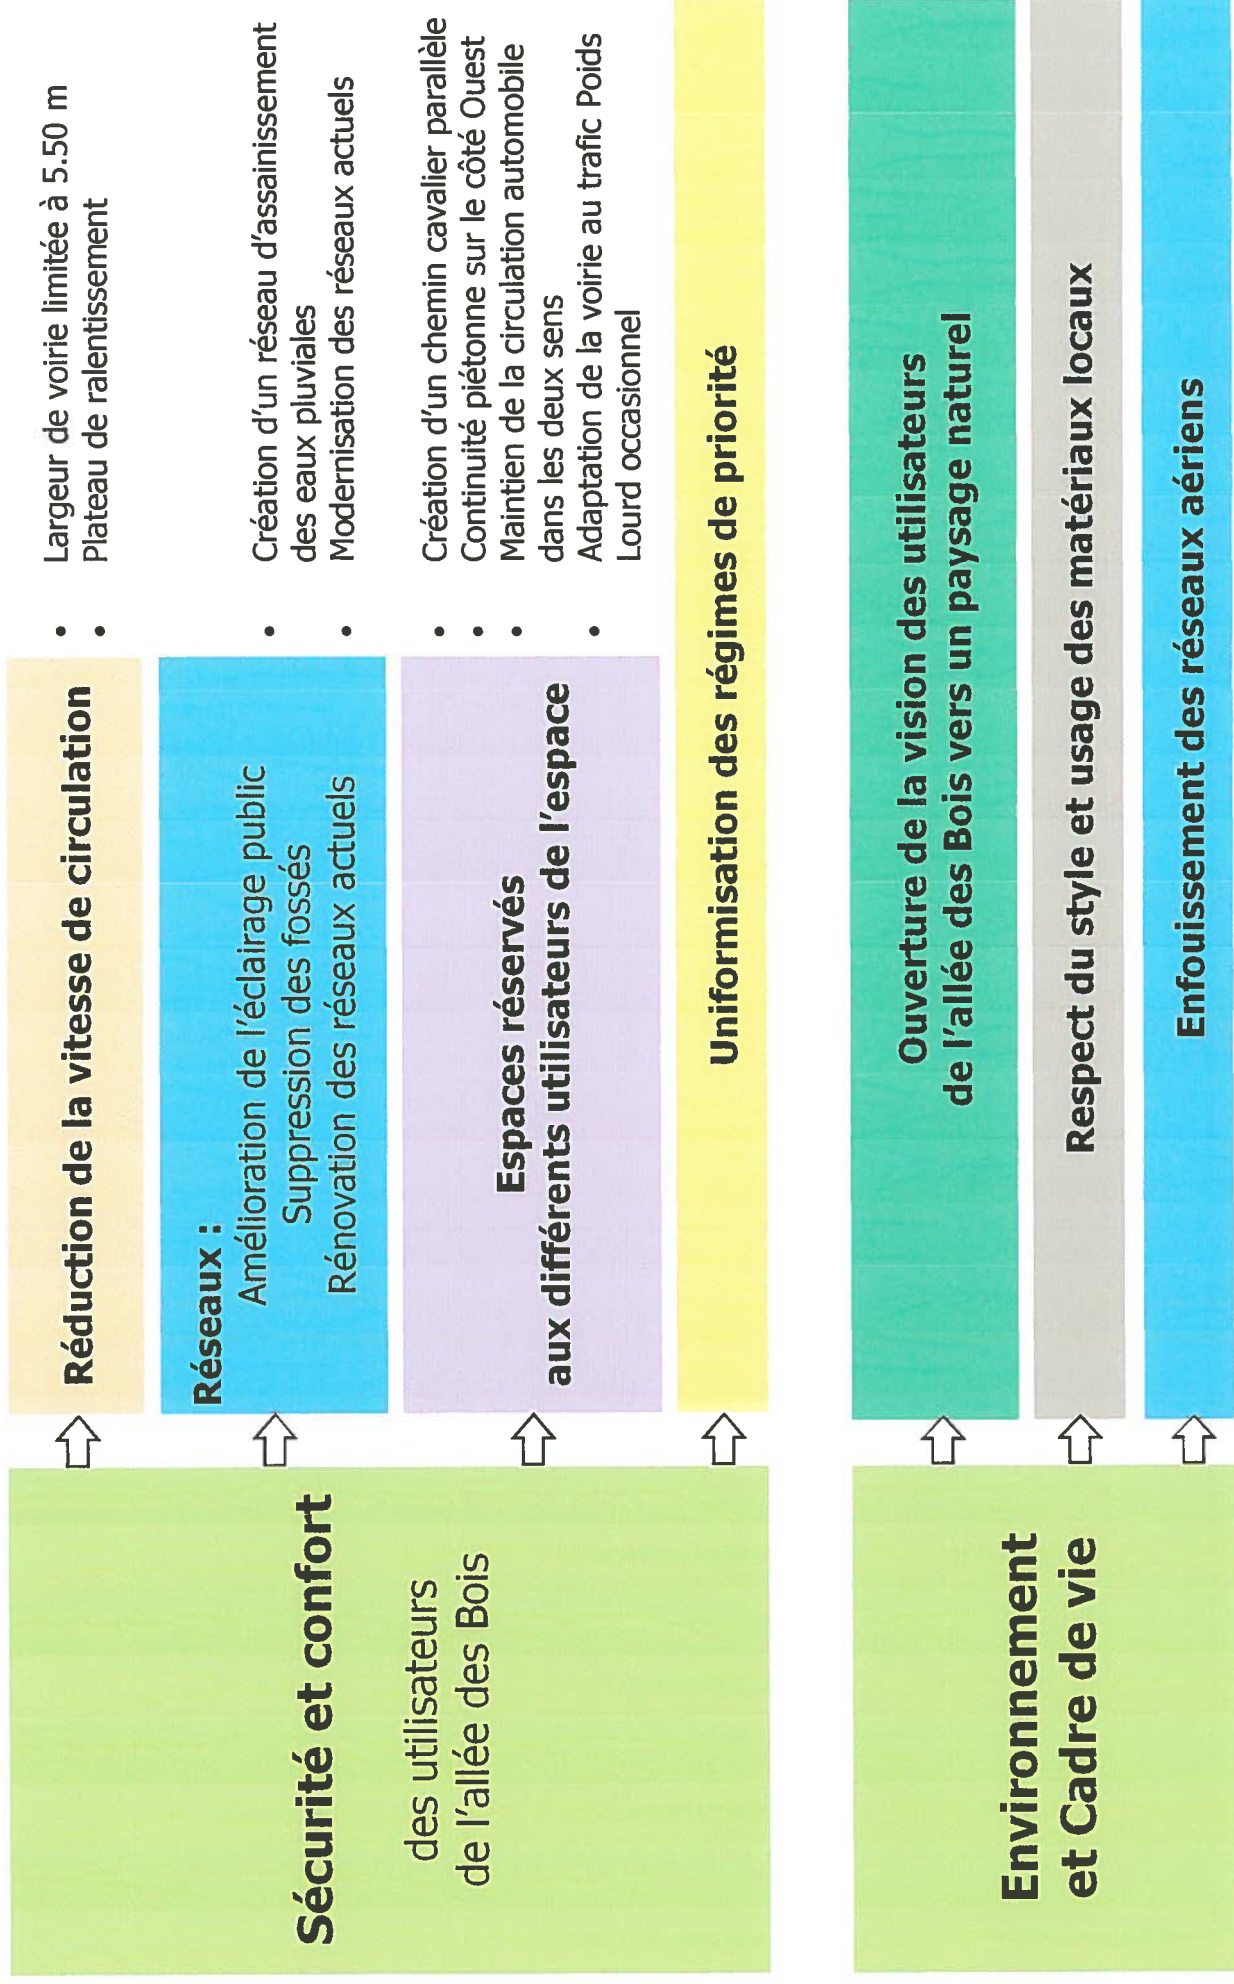 Sécurité et confort
des utilisateurs
de l'allée des Bois
Réduction de la vitesse de circulation
• Largeur de voirie limitée à 5.50 m
• Plateau de ralentissement
Réseaux :
Amélioration de l'éclairage public
Suppression des fossés
Rénovation des réseaux actuels
• Création d'un réseau d'assainissement
des eaux pluviales
• Modernisation des réseaux actuels
Espaces réservés
aux différents utilisateurs de l'espace
• Création d'un chemin cavalier parallèle
• Continuité piétonne sur le côté Ouest
• Maintien de la circulation automobile
dans les deux sens
• Adaptation de la voirie au trafic Poids
Lourd occasionnel
Uniformisation des régimes de priorité
Environnement
et Cadre de vie
Ouverture de la vision des utilisateurs
de l'allée des Bois vers un paysage naturel
Respect du style et usage des matériaux locaux
Enfouissement des réseaux aériens